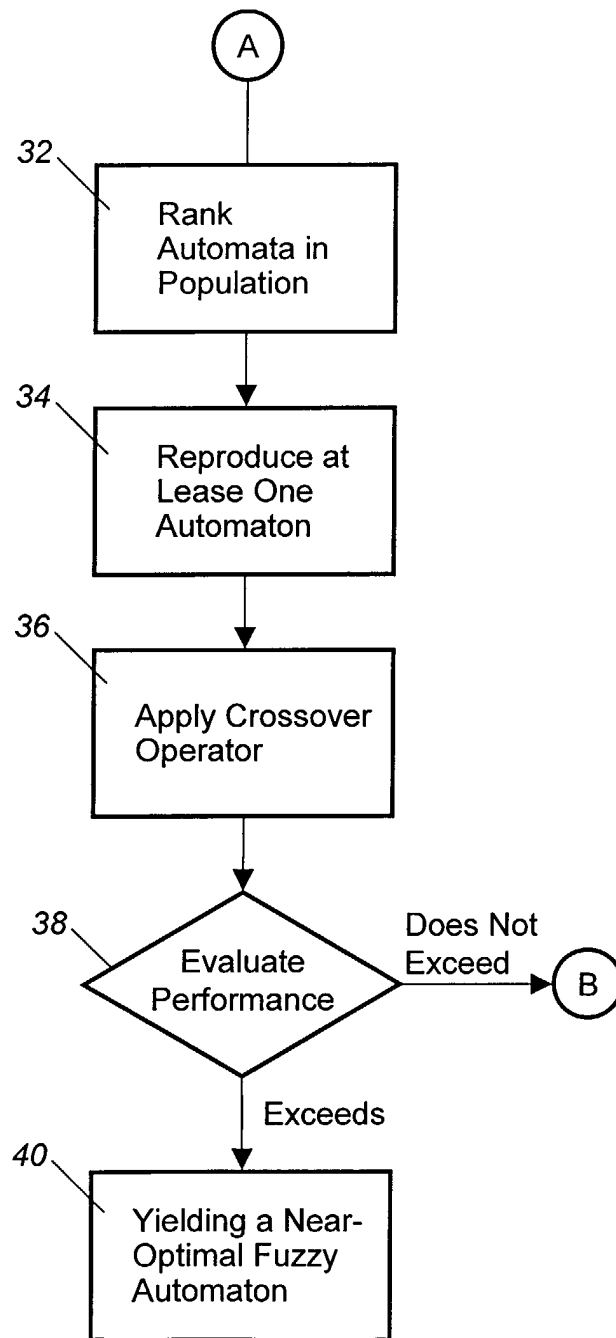 A
32
Rank
Automata in
Population
34
Reproduce at
Lease One
Automaton
36
Apply Crossover
Operator
38
Evaluate
Performance
Does Not
Exceed
B
Exceeds
40
Yielding a Near-
Optimal Fuzzy
Automaton